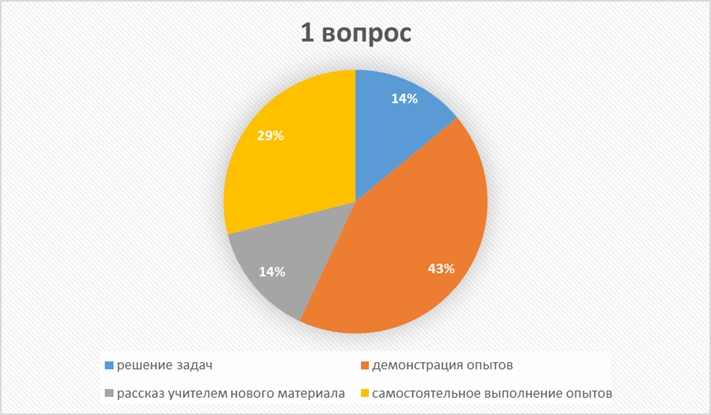 1 вопрос
14%
29%
43%
14%
решение задач
демонстрация опытов
рассказ учителем нового материала
самостоятельное выполнение опытов